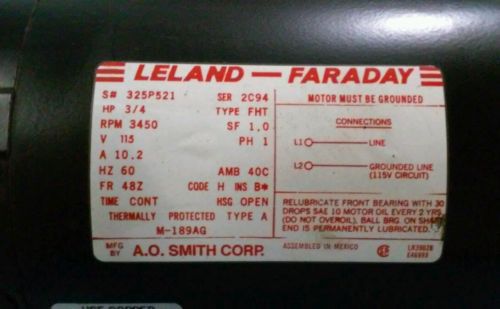 LELAND — FARADAY
S# 325P521 SER 2C94
HP 3/4 TYPE FHT
RPM 3450 SF 1.0
V 115 PH 1
A 10.2
HZ 60 AMB 40C
FR 48Z CODE H INS B*
TIME CONT HSG OPEN
THERMALLY PROTECTED TYPE A
M-189AG
MOTOR MUST BE GROUNDED
CONNECTIONS
L1 LINE
L2 GROUNDED LINE
(115V CIRCUIT)
RELUBRICATE FRONT BEARING WITH 30
DROPS SAE 10 MOTOR OIL EVERY 2 YRS
(DO NOT OVEROIL). BALL BRG. ON SHAFT
END IS PERMANENTLY LUBRICATED.
MFG BY A.O. SMITH CORP.
ASSEMBLED IN MEXICO
USE COPPER